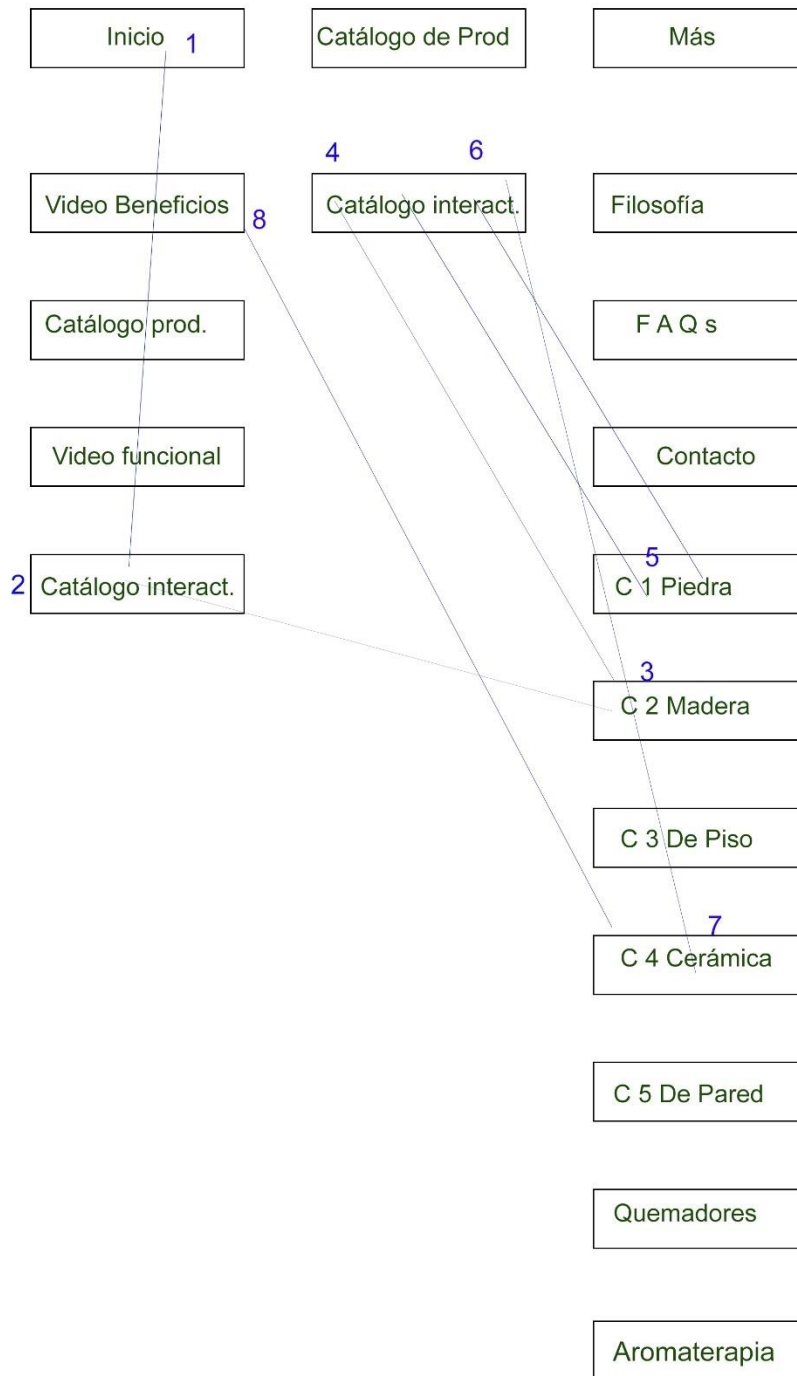 Inicio 1
Catálogo de Prod
Más
4
6
Video Beneficios 8
Catálogo interact.
Filosofía
Catálogo prod.
F A Q s
Video funcional
Contacto
2 Catálogo interact.
5
C 1 Piedra
3
C 2 Madera
C 3 De Piso
7
C 4 Cerámica
C 5 De Pared
Quemadores
Aromaterapia